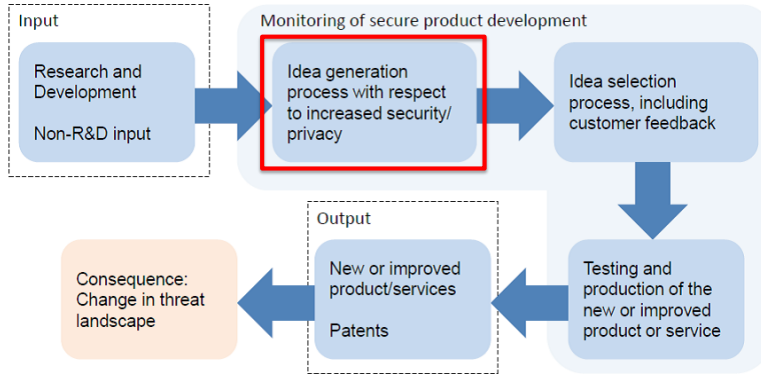 Input
Monitoring of secure product development
Research and
Development
Non-R&D input
Idea generation
process with respect
to increased security/
privacy
Idea selection
process, including
customer feedback
Output
Consequence:
Change in threat
landscape
New or improved
product/services
Patents
Testing and
production of the
new or improved
product or service